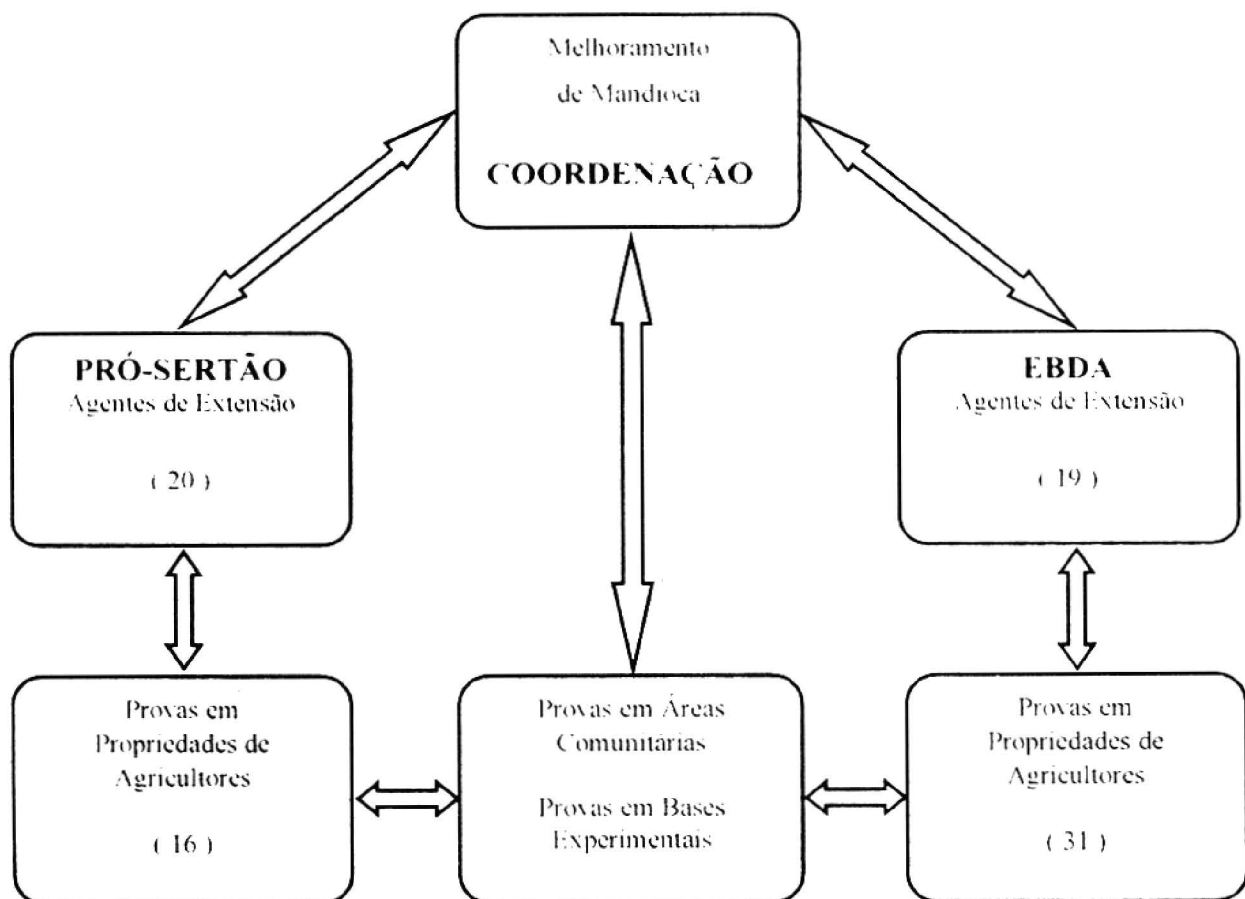 Melhoramento
de Mandioca
COORDENAÇÃO
PRÓ-SERTÃO
Agentes de Extensão
( 20 )
EBDA
Agentes de Extensão
( 19 )
Provas em
Propriedades de
Agricultores
( 16 )
Provas em Áreas
Comunitárias
Provas em Bases
Experimentais
Provas em
Propriedades de
Agricultores
( 31 )